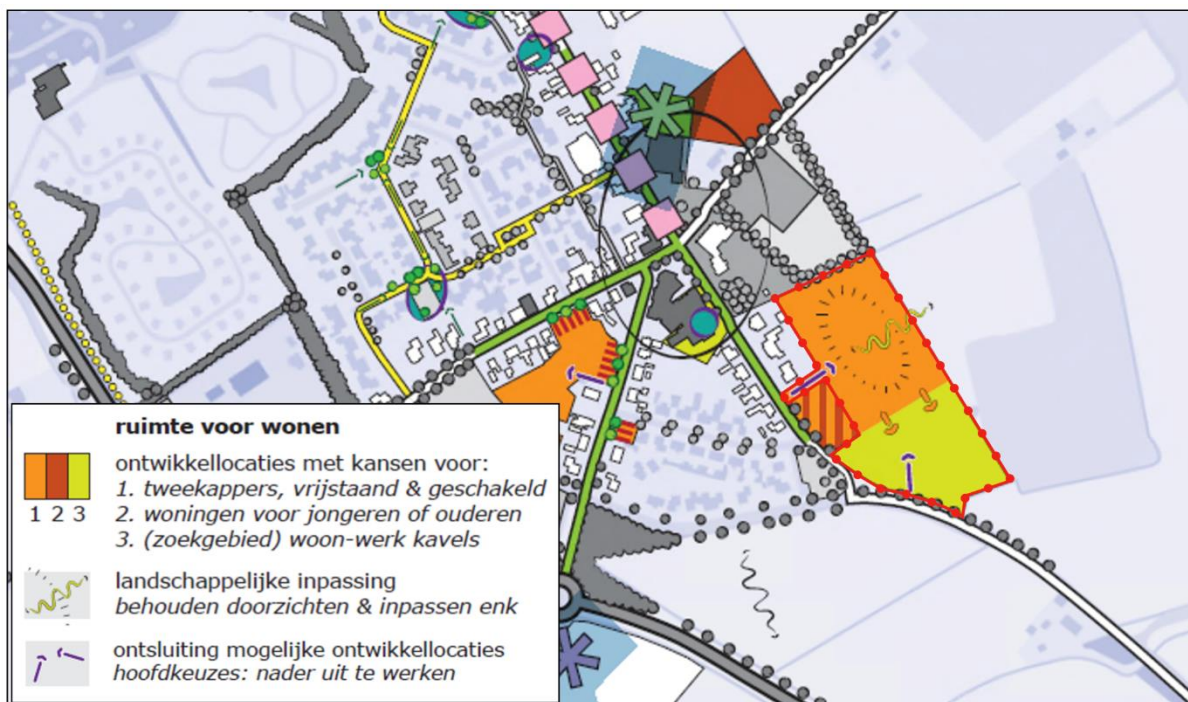 ruimte voor wonen
ontwikkellocaties met kansen voor:
1. tweekappers, vrijstaand & geschakeld
1 2 3
2. woningen voor jongeren of ouderen
3. (zoekgebied) woon-werk kavels
landschappelijke inpassing
behouden doorzichten & inpassen enk
ontsluiting mogelijke ontwikkellocaties
hoofdkeuzes: nader uit te werken